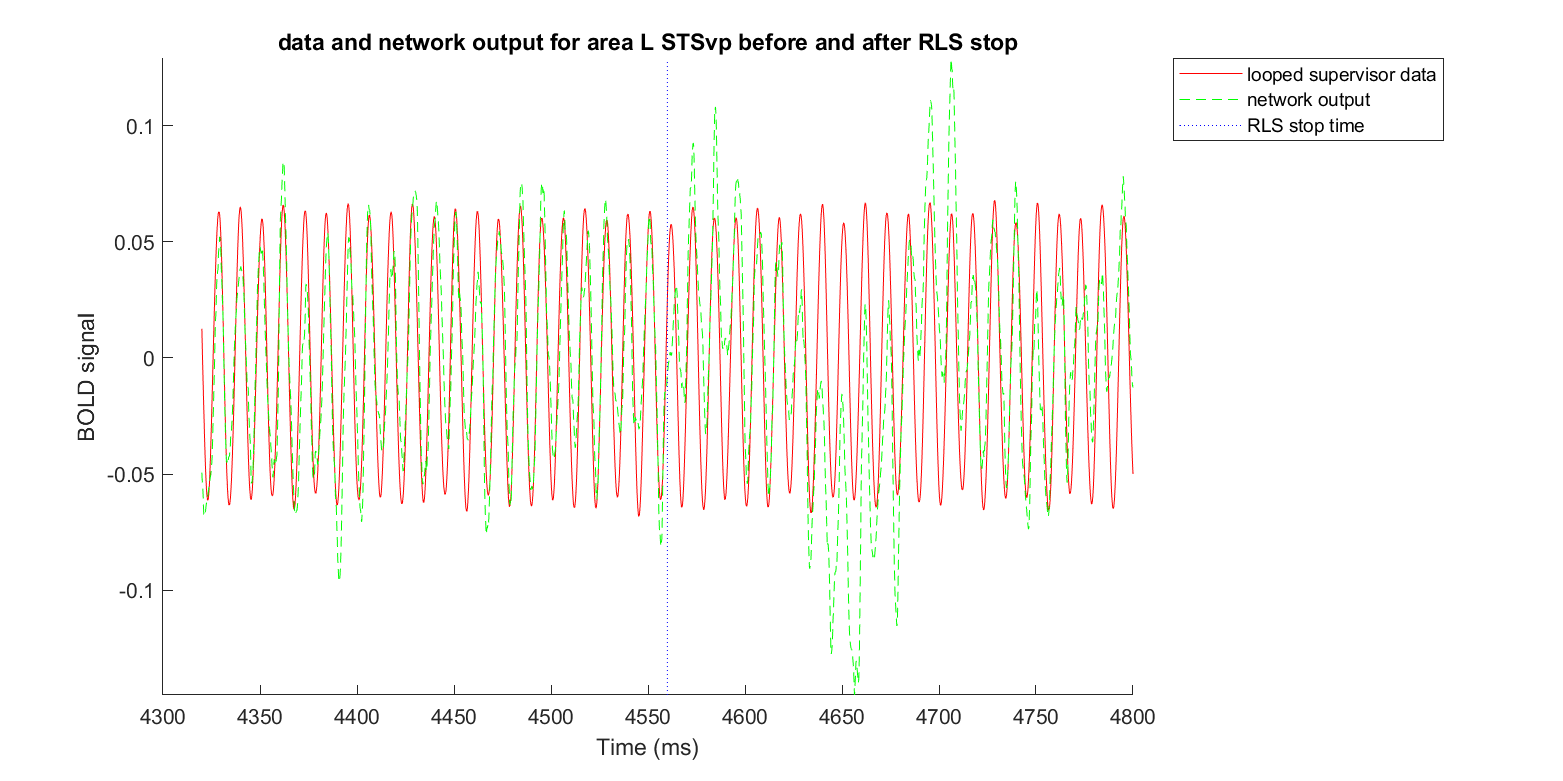 data and network output for area L STSvp before and after RLS stop
looped supervisor data
network output
RLS stop time
0.1
0.05
0
-0.05
-0.1
BOLD signal
4300 4350 4400 4450 4500 4550 4600 4650 4700 4750 4800
Time (ms)